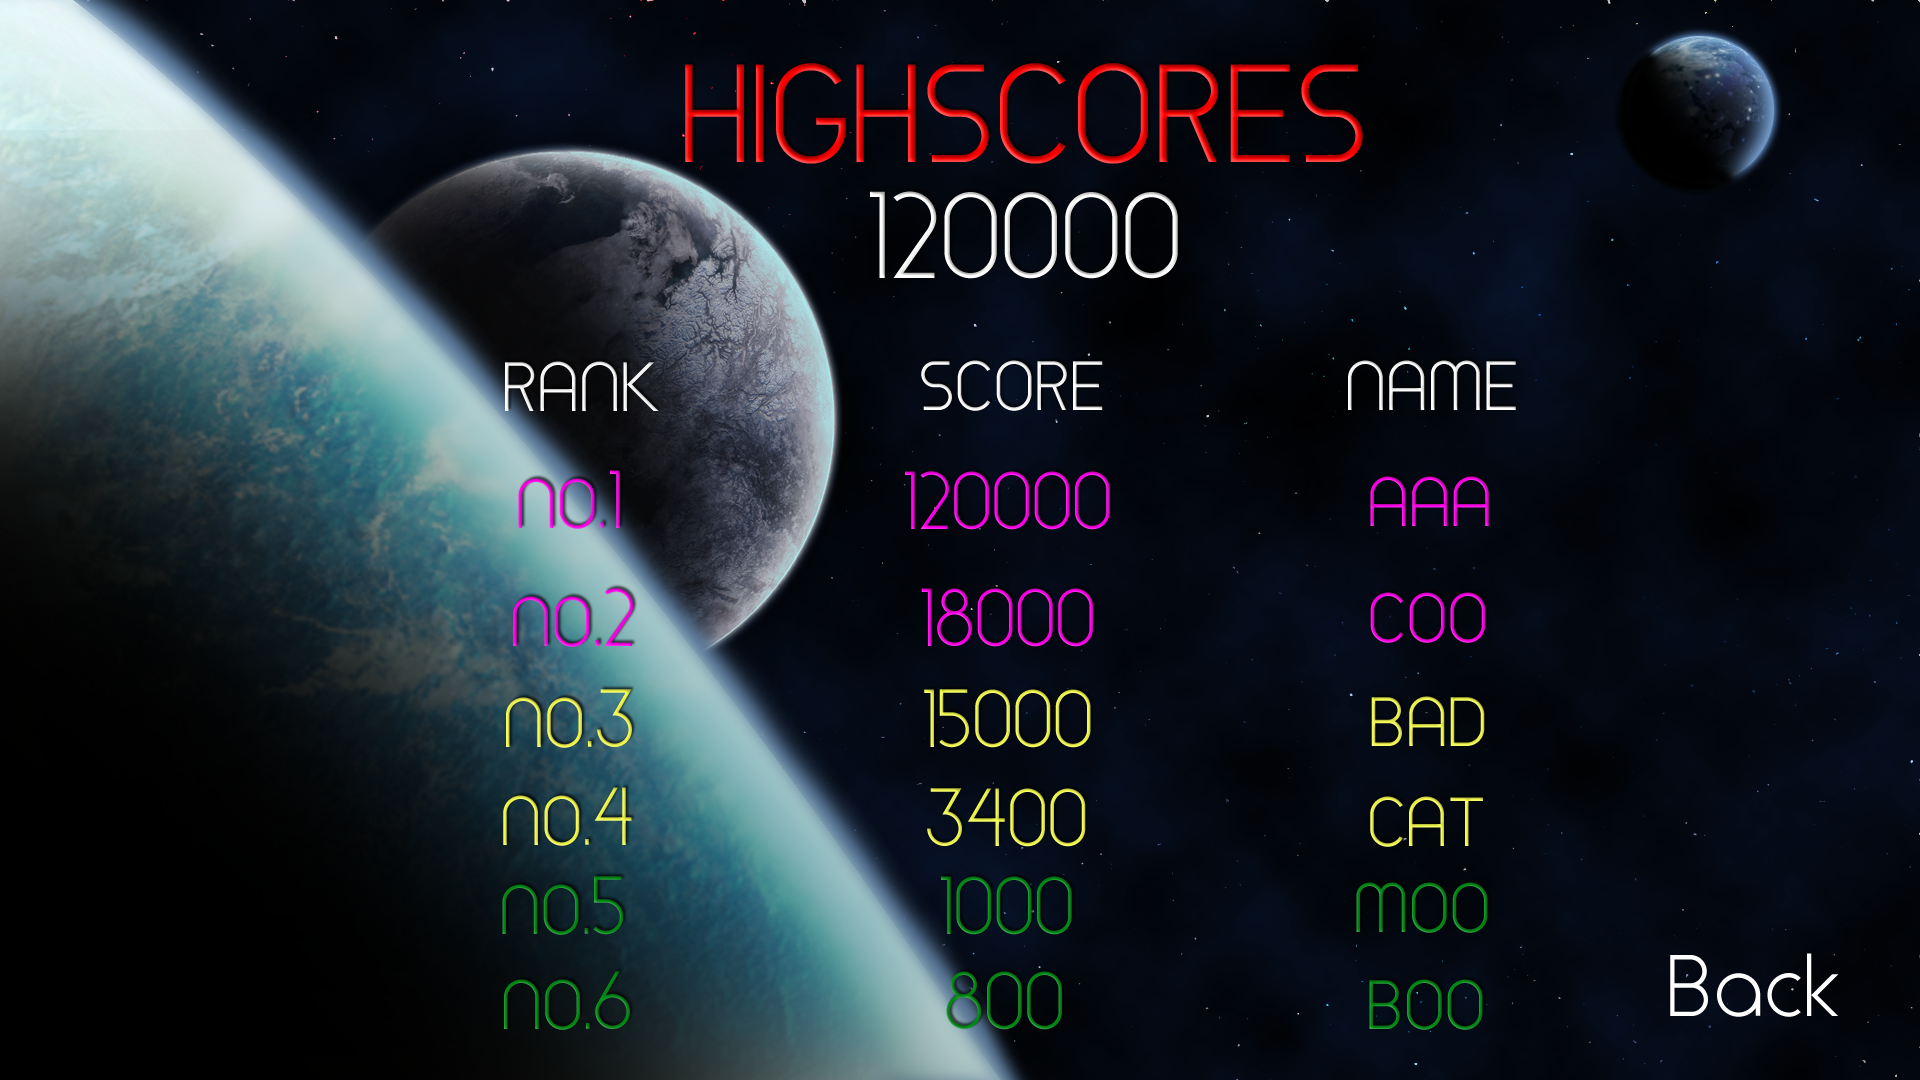 HIGHSCORES
120000
RANK SCORE NAME
no.1 120000 AAA
no.2 18000 COO
no.3 15000 BAD
no.4 3400 CAT
no.5 1000 MOO
no.6 800 BOO
Back